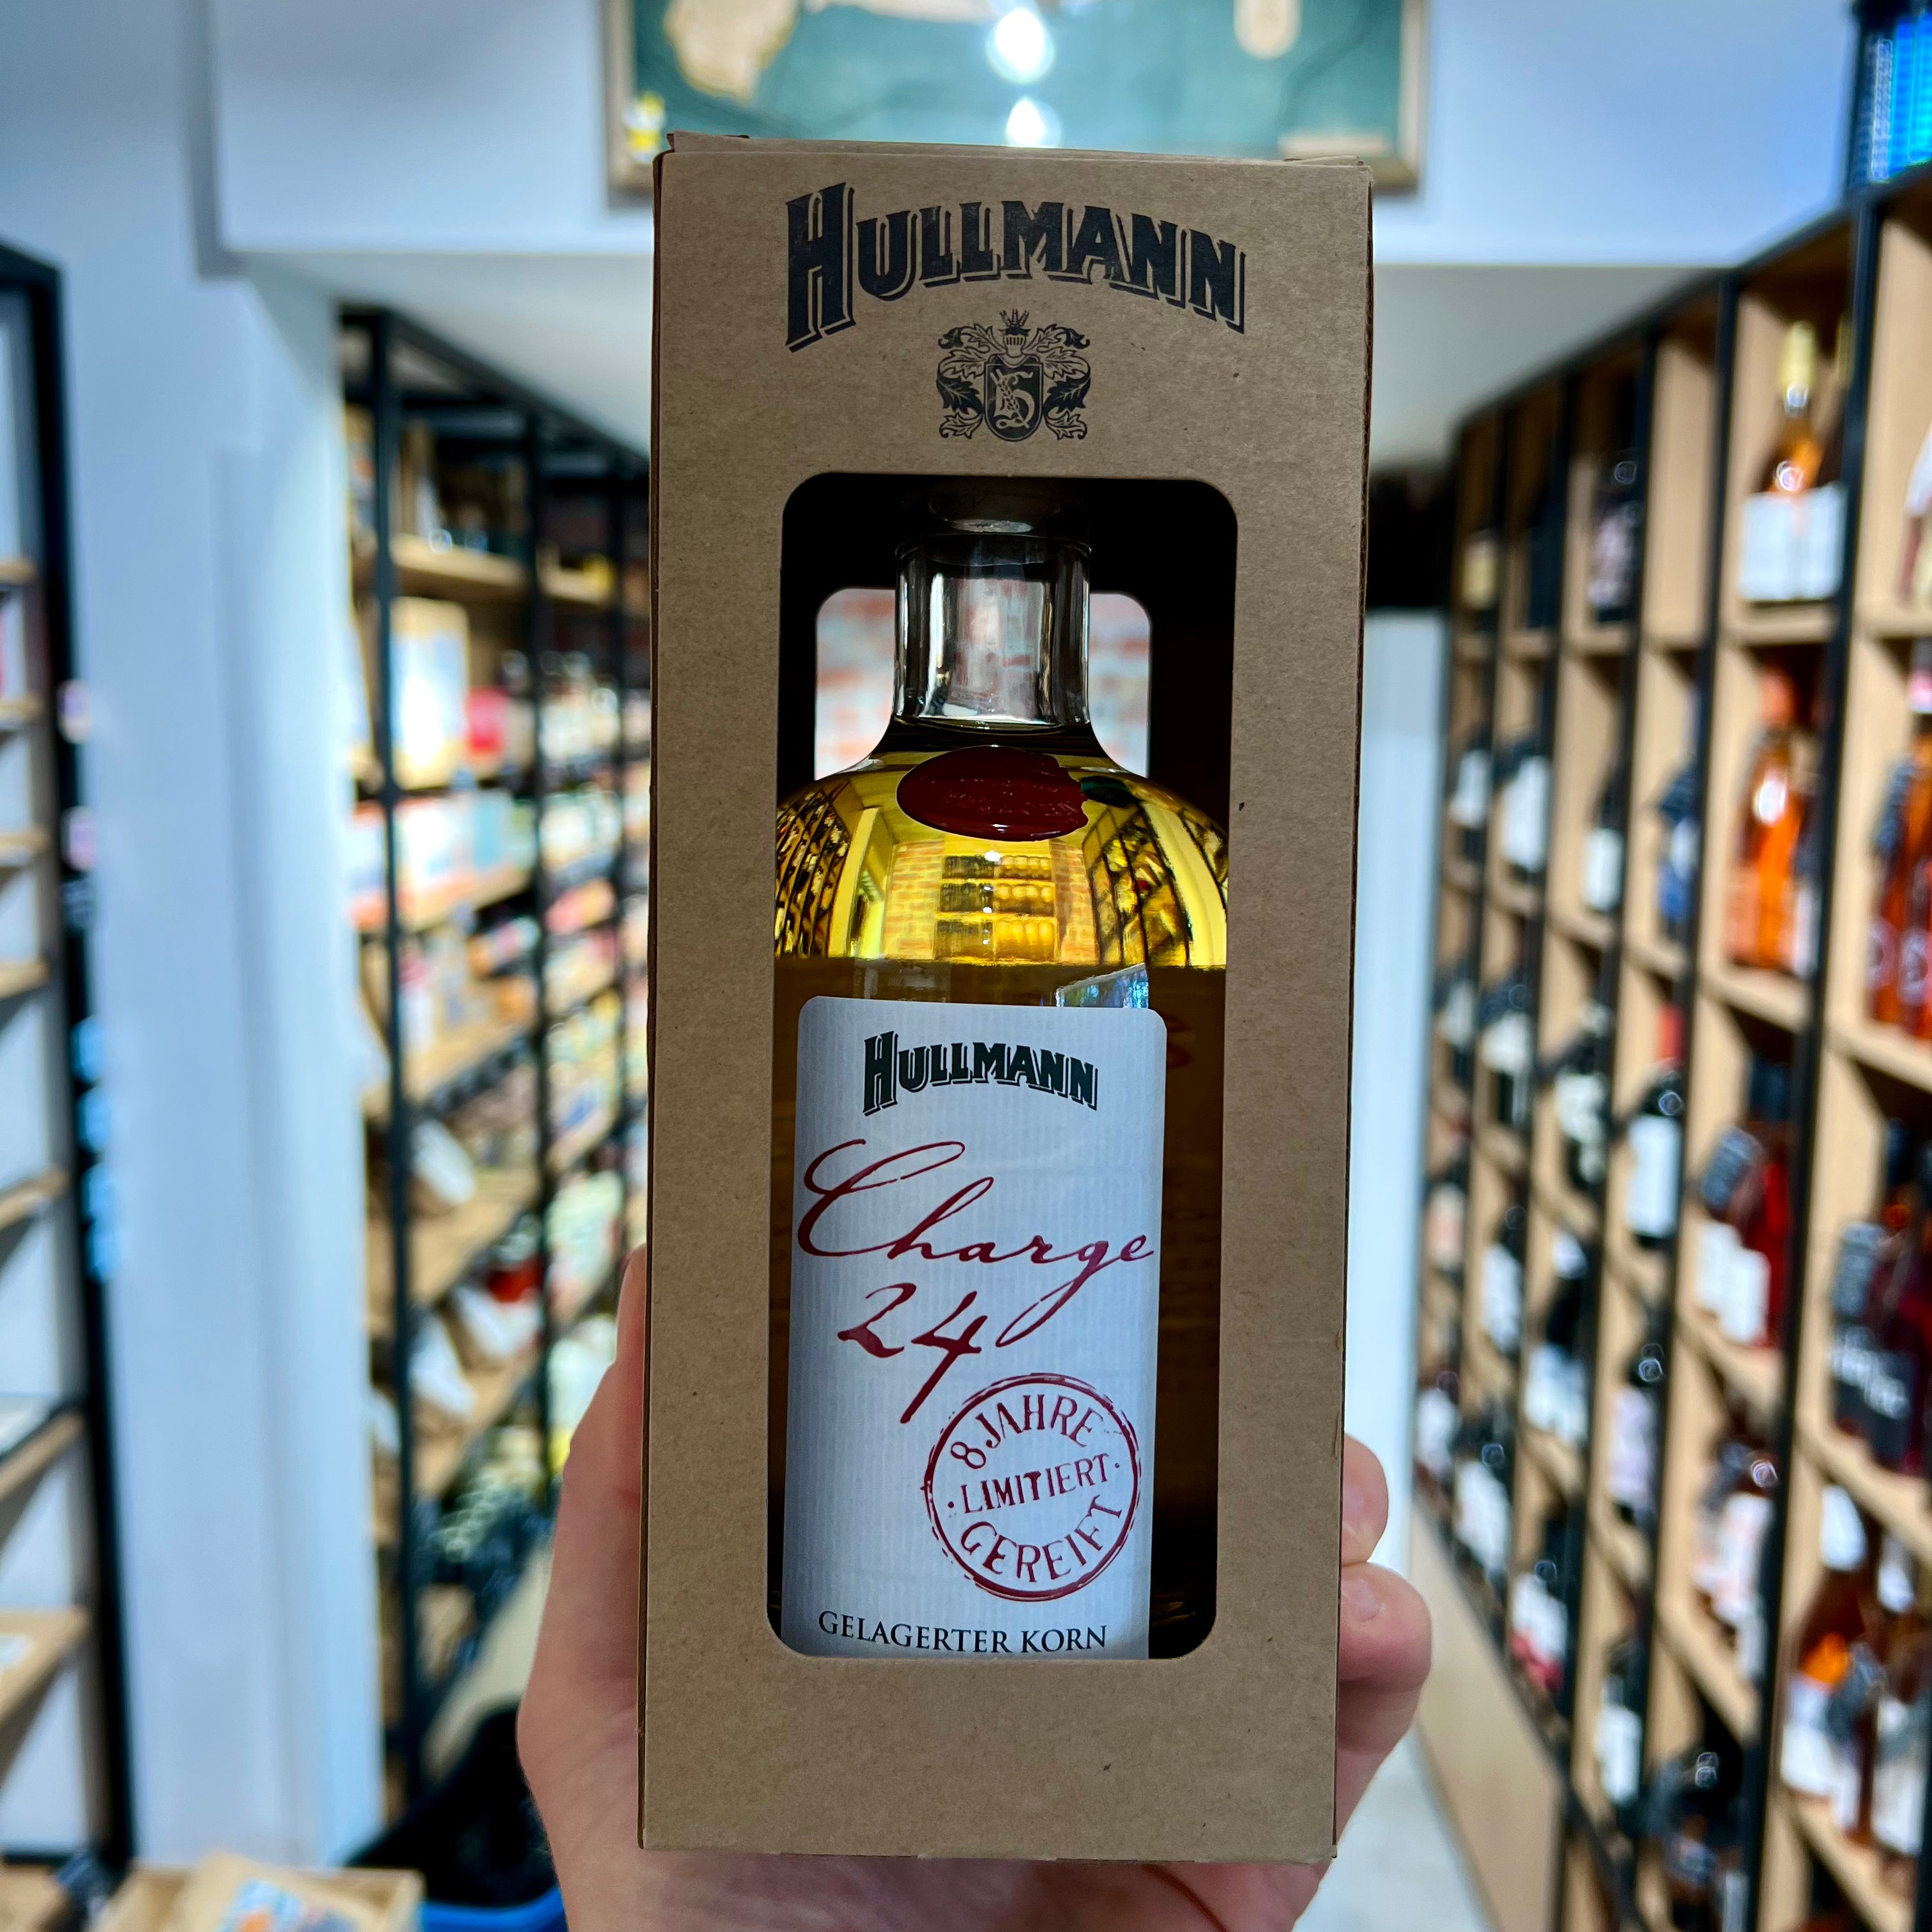 HULLMANN
HULLMANN
Charge
24
8 JAHRE
· LIMITIERT ·
GEREIFT
GELAGERTER KORN